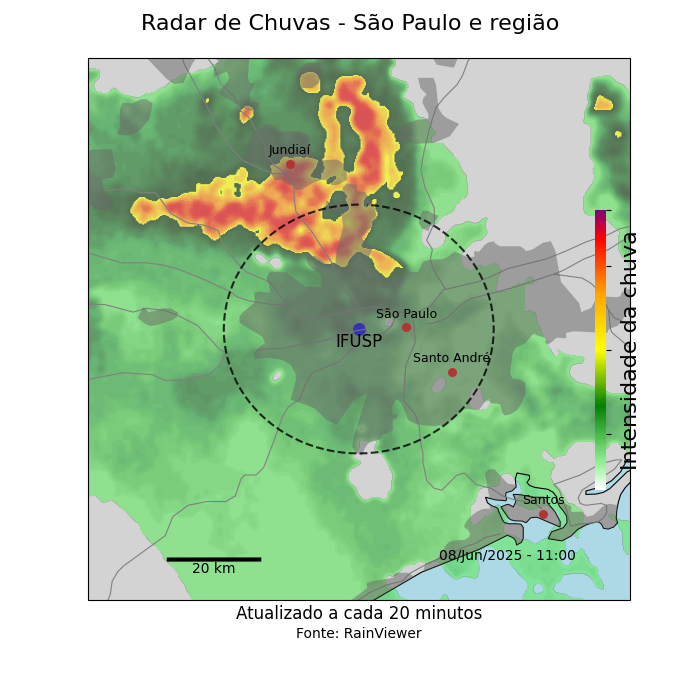 Radar de Chuvas - São Paulo e região
Jundiaí
São Paulo
IFUSP
Santo André
Intensidade da chuva
Santos
08/Jun/2025 - 11:00
20 km
Atualizado a cada 20 minutos
Fonte: RainViewer